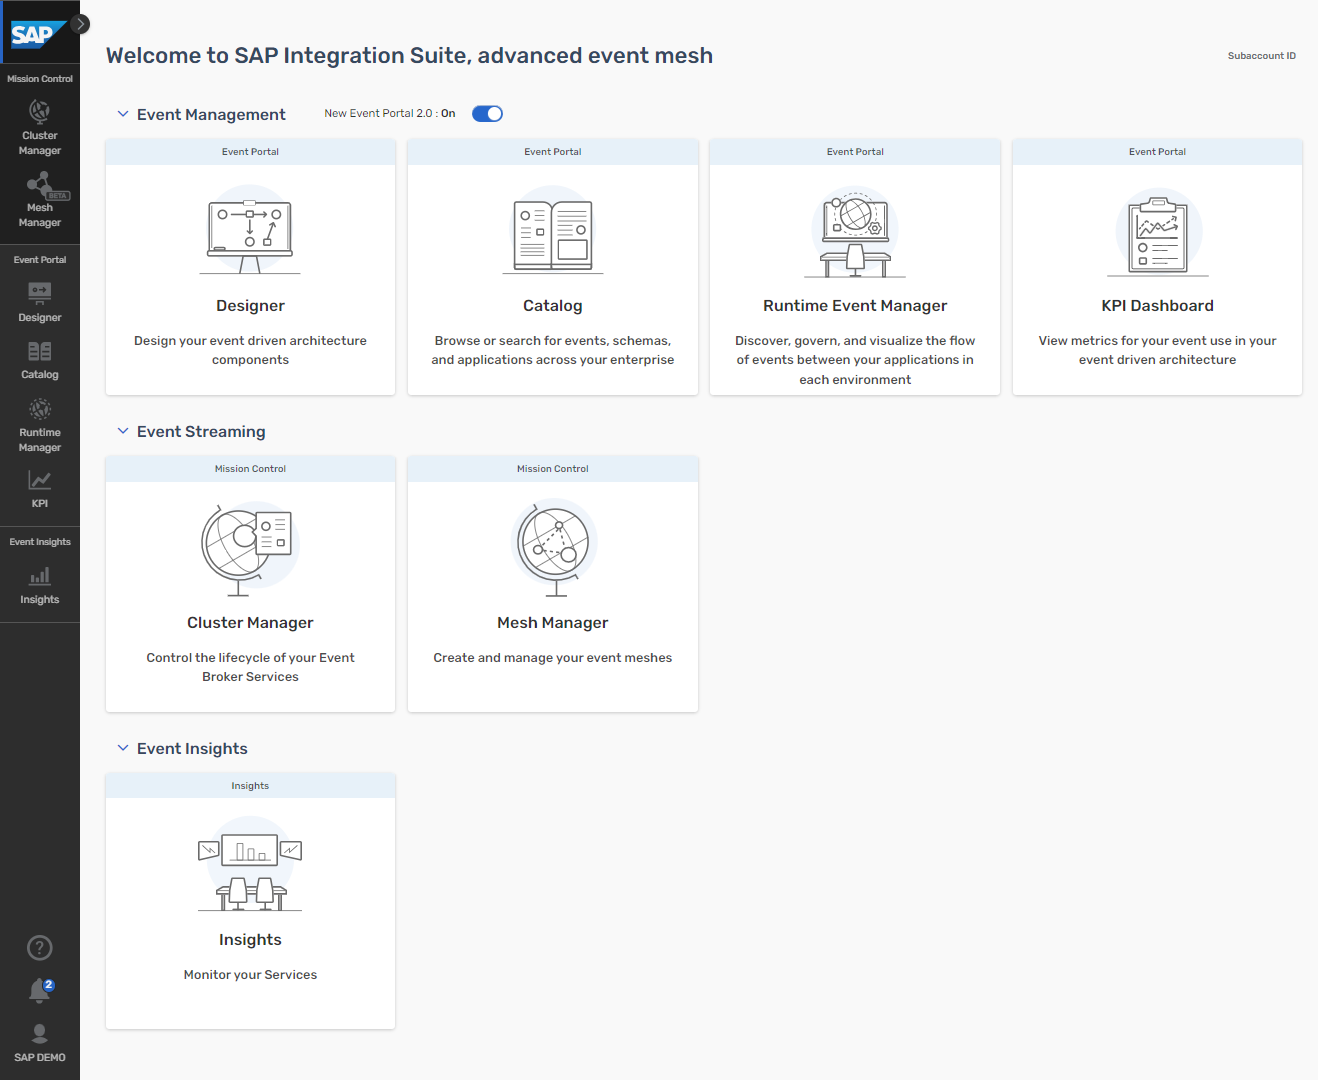 SAP
Mission Control
Cluster
Manager
BETA
Mesh
Manager
Event Portal
Designer
Catalog
Runtime
Manager
KPI
Event Insights
Insights
2
SAP DEMO
Welcome to SAP Integration Suite, advanced event mesh
Subaccount ID
Event Management
New Event Portal 2.0 : On
Event Portal
Designer
Design your event driven architecture
components
Event Portal
Catalog
Browse or search for events, schemas,
and applications across your enterprise
Event Portal
Runtime Event Manager
Discover, govern, and visualize the flow
of events between your applications in
each environment
Event Portal
KPI Dashboard
View metrics for your event use in your
event driven architecture
Event Streaming
Mission Control
Cluster Manager
Control the lifecycle of your Event
Broker Services
Mission Control
Mesh Manager
Create and manage your event meshes
Event Insights
Insights
Insights
Monitor your Services